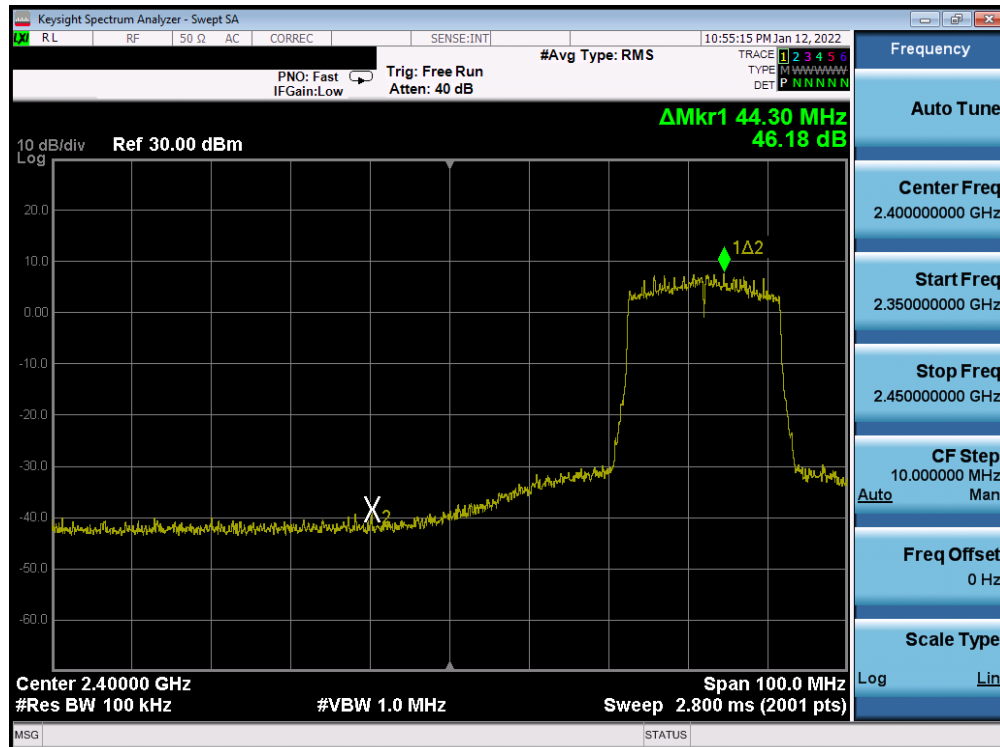 Keysight Spectrum Analyzer - Swept SA
LXI RL RF 50 Ω AC CORREC SENSE:INT 10:55:15 PM Jan 12, 2022
Frequency
#Avg Type: RMS TRACE 1 2 3 4 5 6
PNO: Fast Trig: Free Run TYPE M WWWWW
IFGain:Low Atten: 40 dB DET P N N N N N
Auto Tune
ΔMkr1 44.30 MHz
46.18 dB
10 dB/div Ref 30.00 dBm
Log
Center Freq
2.400000000 GHz
20.0
1Δ2
10.0
Start Freq
2.350000000 GHz
0.00
-10.0
Stop Freq
2.450000000 GHz
-20.0
-30.0
CF Step
10.000000 MHz
Auto Man
X2
-40.0
-50.0
Freq Offset
0 Hz
-60.0
Scale Type
Log Lin
Center 2.40000 GHz Span 100.0 MHz
#Res BW 100 kHz #VBW 1.0 MHz Sweep 2.800 ms (2001 pts)
MSG STATUS